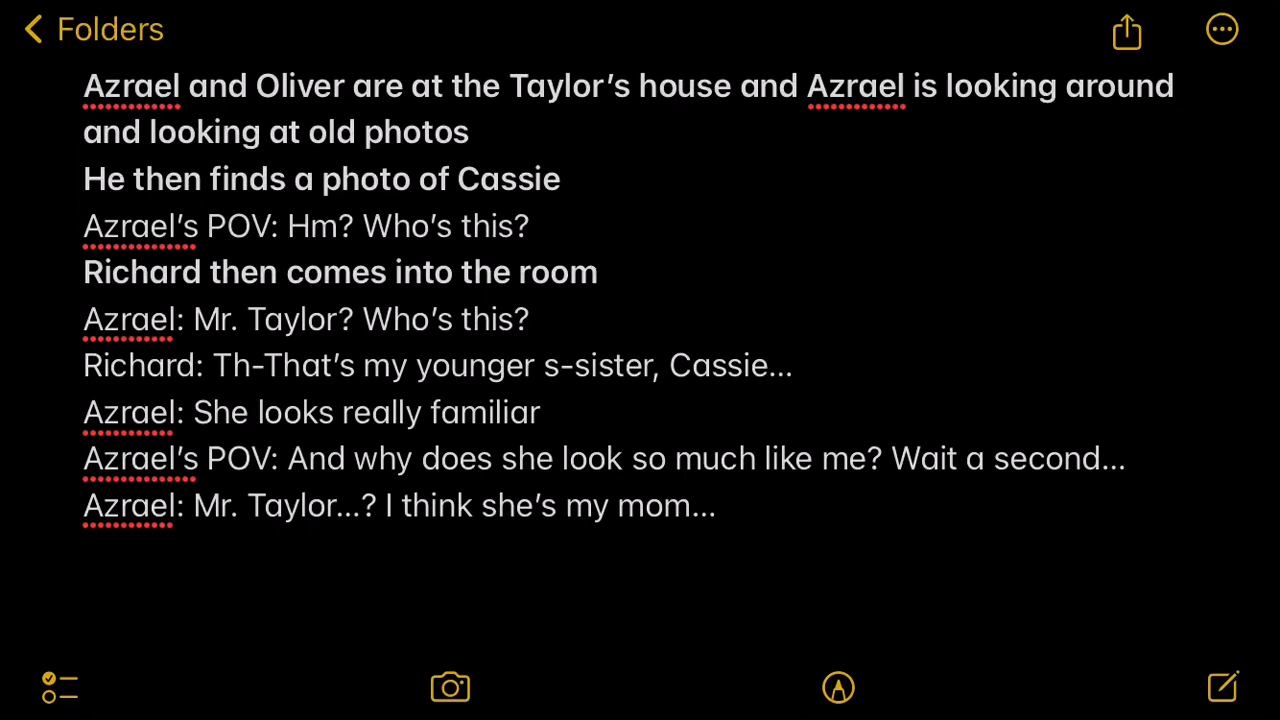 Folders
Azrael and Oliver are at the Taylor’s house and Azrael is looking around
and looking at old photos
He then finds a photo of Cassie
Azrael’s POV: Hm? Who’s this?
Richard then comes into the room
Azrael: Mr. Taylor? Who’s this?
Richard: Th-That’s my younger s-sister, Cassie...
Azrael: She looks really familiar
Azrael’s POV: And why does she look so much like me? Wait a second...
Azrael: Mr. Taylor...? I think she’s my mom...